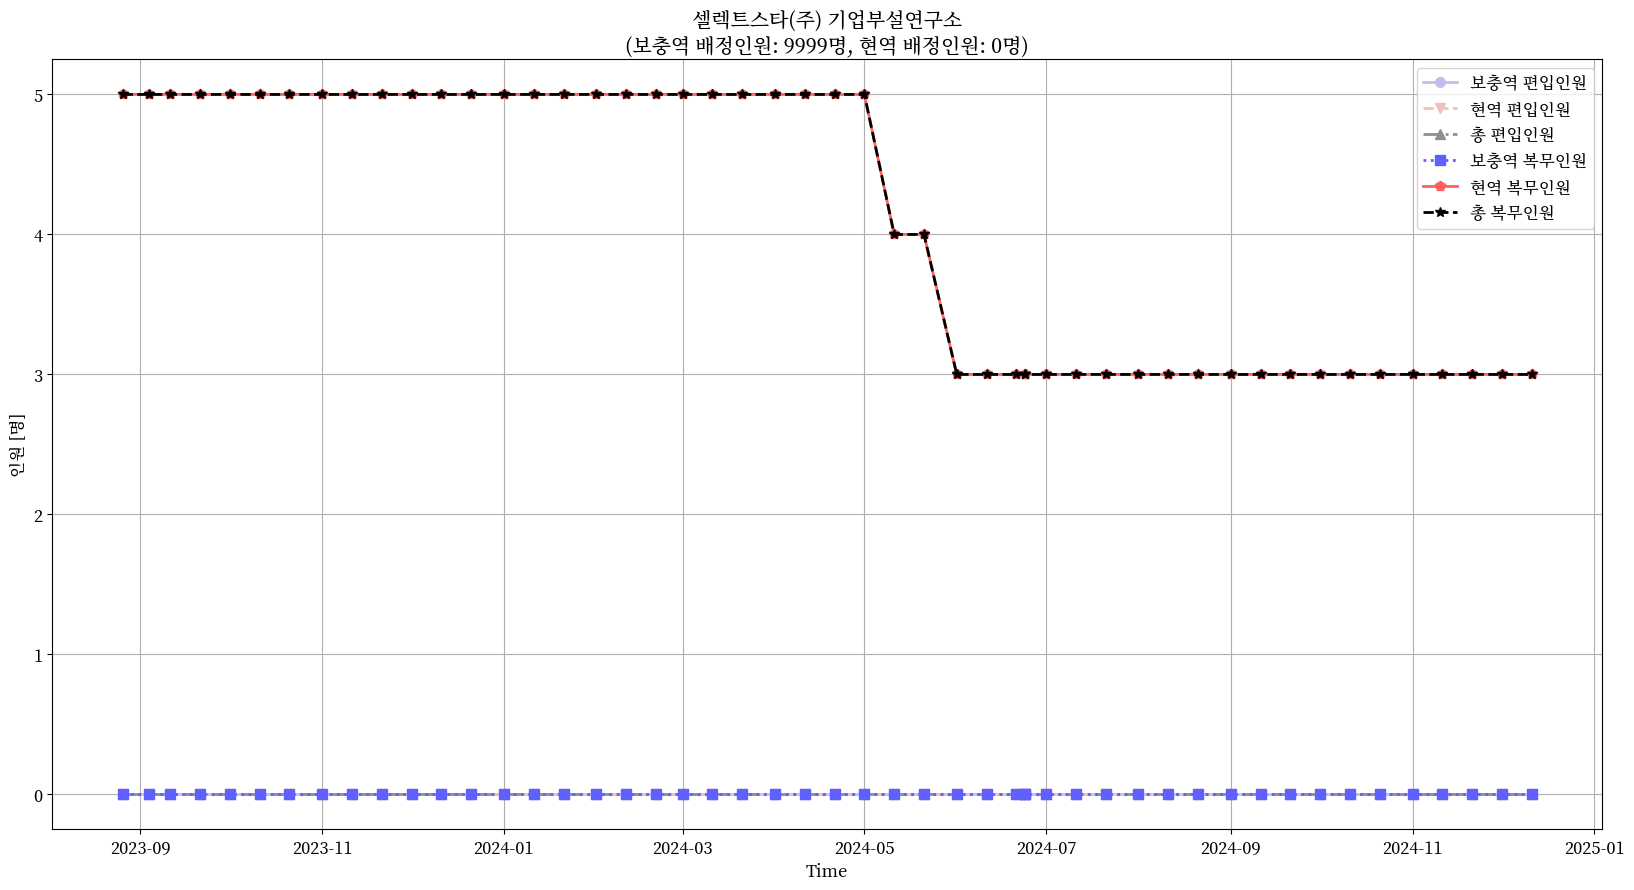 셀렉트스타(주) 기업부설연구소
(보충역 배정인원: 9999명, 현역 배정인원: 0명)
보충역 편입인원
현역 편입인원
총 편입인원
보충역 복무인원
현역 복무인원
총 복무인원
인원 [명]
5
4
3
2
1
0
2023-09
2023-11
2024-01
2024-03
2024-05
2024-07
2024-09
2024-11
2025-01
Time